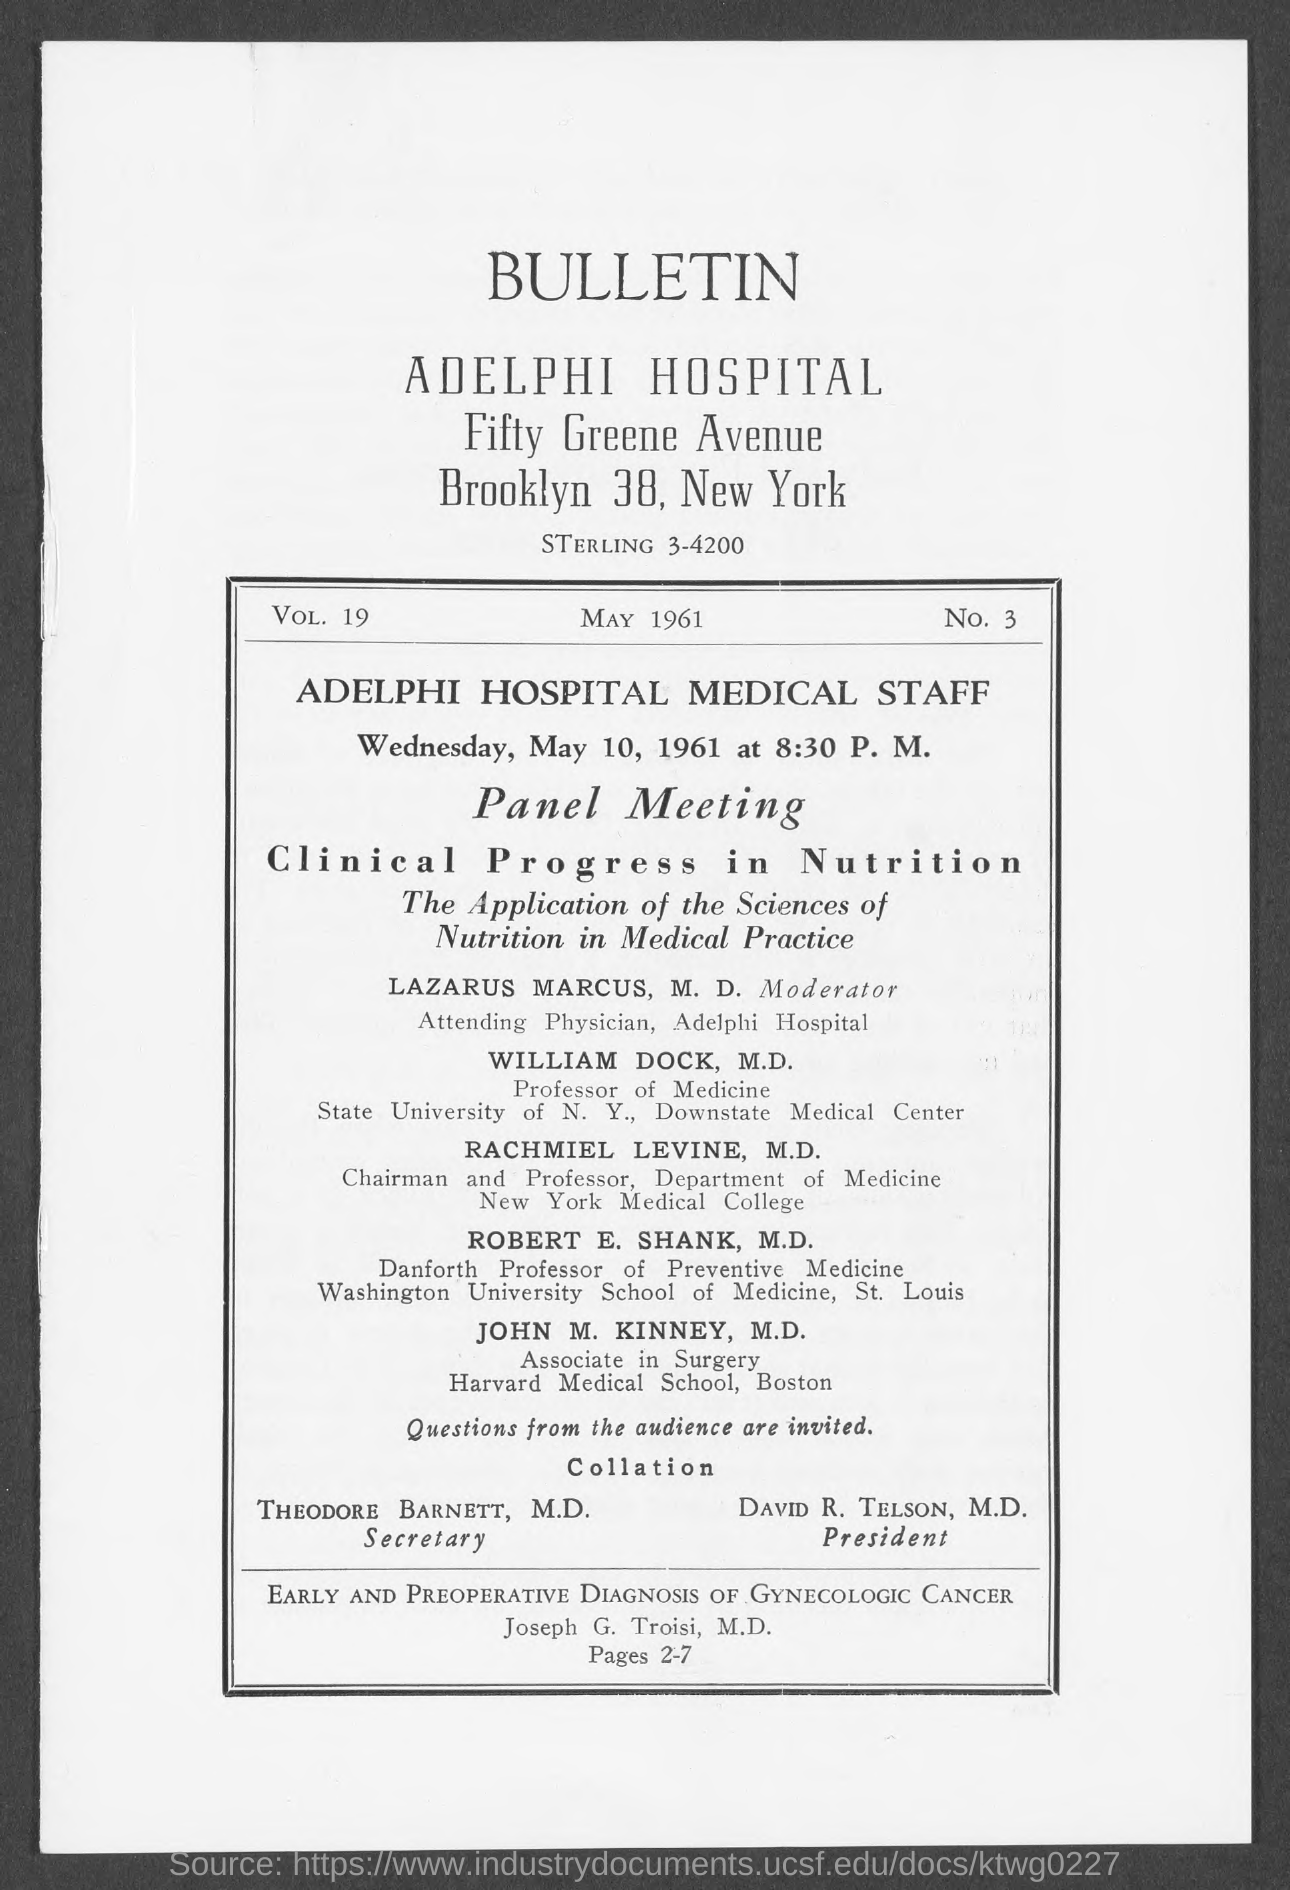 BULLETIN
ADELPHI HOSPITAL
Fifty Greene Avenue
Brooklyn 38, New York
STERLING 3-4200
VOL. 19 MAY 1961 NO. 3
ADELPHI HOSPITAL MEDICAL STAFF
Wednesday, May 10, 1961 at 8:30 P. M.
Panel Meeting
Clinical Progress in Nutrition
The Application of the Sciences of
Nutrition in Medical Practice
LAZARUS MARCUS, M. D. Moderator
Attending Physician, Adelphi Hospital
WILLIAM DOCK, M.D.
Professor of Medicine
State University of N. Y., Downstate Medical Center
RACHMIEL LEVINE, M.D.
Chairman and Professor, Department of Medicine
New York Medical College
ROBERT E. SHANK, M.D.
Danforth Professor of Preventive Medicine
Washington University School of Medicine, St. Louis
JOHN M. KINNEY, M.D.
Associate in Surgery
Harvard Medical School, Boston
Questions from the audience are invited.
Collation
THEODORE BARNETT, M.D. DAVID R. TELSON, M.D.
Secretary President
EARLY AND PREOPERATIVE DIAGNOSIS OF GYNECOLOGIC CANCER
Joseph G. Troisi, M.D.
Pages 2-7
Source: https://www.industrydocuments.ucsf.edu/docs/ktwg0227